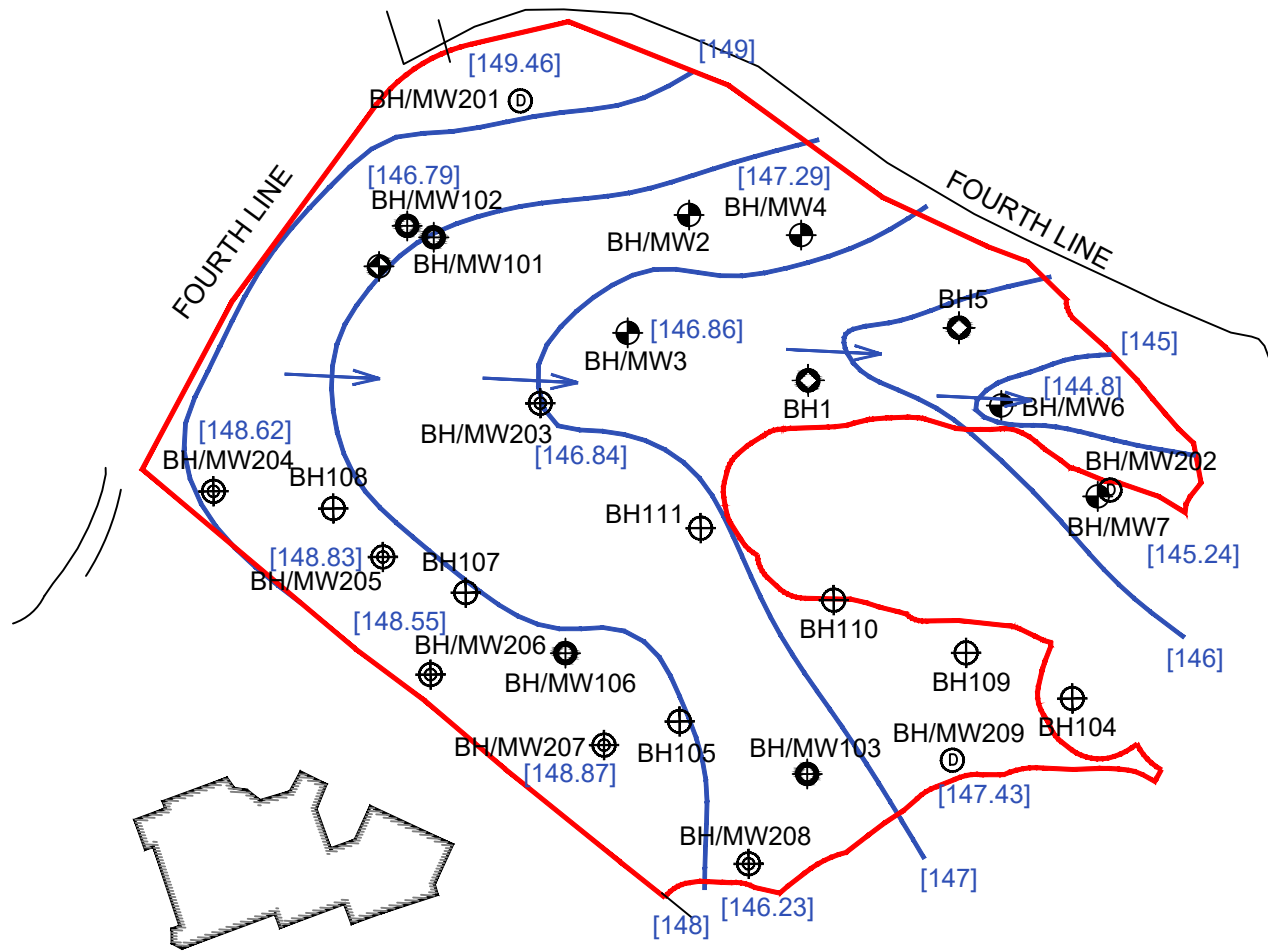 [149]
[149.46]
BH/MW201
D
FOURTH LINE
[146.79]
BH/MW102
BH/MW101
[147.29]
BH/MW4
BH/MW2
FOURTH LINE
BH5
[146.86]
BH/MW3
[145]
[144.8]
BH/MW6
BH1
BH/MW203
[146.84]
[148.62]
BH/MW204
BH108
BH/MW202
D
BH/MW7
[145.24]
BH111
[148.83]
BH/MW205
BH107
[148.55]
BH/MW206
BH/MW106
BH110
BH109
[146]
BH104
BH/MW207
[148.87]
BH105
BH/MW103
BH/MW209
D
[147.43]
BH/MW208
[147]
[146.23]
[148]